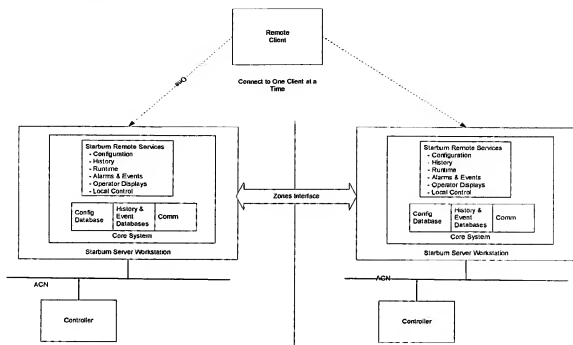 Remote
Client
One
Connect to One Client at a
Time
Starburn Remote Services
- Configuration
- History
- Runtime
- Alarms & Events
- Operator Displays
- Local Control
Config
Database
History &
Event
Databases
Comm
Core System
Starburn Server Workstation
ACN
Controller
Zones Interface
Starburn Remote Services
- Configuration
- History
- Runtime
- Alarms & Events
- Operator Displays
- Local Control
Config
Database
History &
Event
Databases
Comm
Core System
Starburn Server Workstation
ACN
Controller